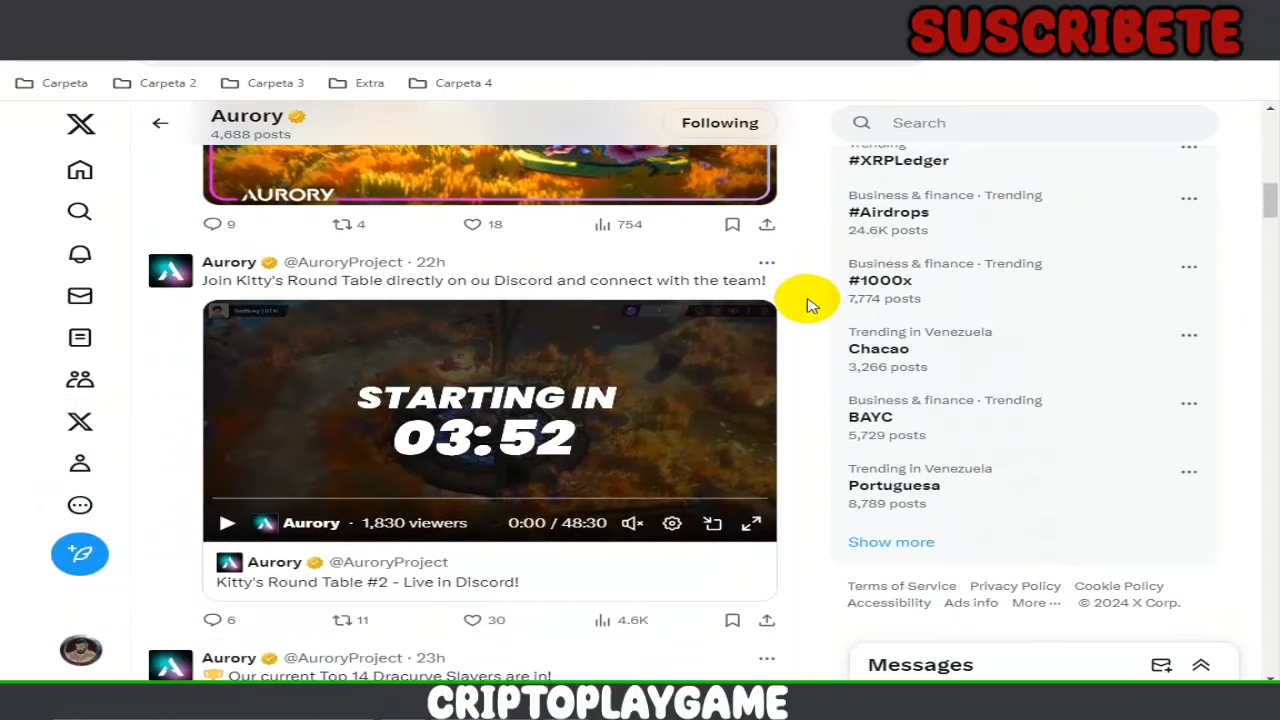 SUSCRIBETE
Carpeta Carpeta 2 Carpeta 3 Extra Carpeta 4
Aurory
4,688 posts
Following
AURORY
9 4 18 754
Aurory @AuroryProject · 22h
Join Kitty's Round Table directly on ou Discord and connect with the team!
STARTING IN
03:52
Aurory · 1,830 viewers 0:00 / 48:30
Aurory @AuroryProject
Kitty's Round Table #2 - Live in Discord!
6 11 30 4.6K
Aurory @AuroryProject · 23h
Our current Top 14 Dracurve Slayers are in!
Search
Trending
#XRPLedger
Business & finance · Trending
#Airdrops
24.6K posts
Business & finance · Trending
#1000x
7,774 posts
Trending in Venezuela
Chacao
3,266 posts
Business & finance · Trending
BAYC
5,729 posts
Trending in Venezuela
Portuguesa
8,789 posts
Show more
Terms of Service Privacy Policy Cookie Policy
Accessibility Ads info More ··· © 2024 X Corp.
Messages
CRIPTOPLAYGAME